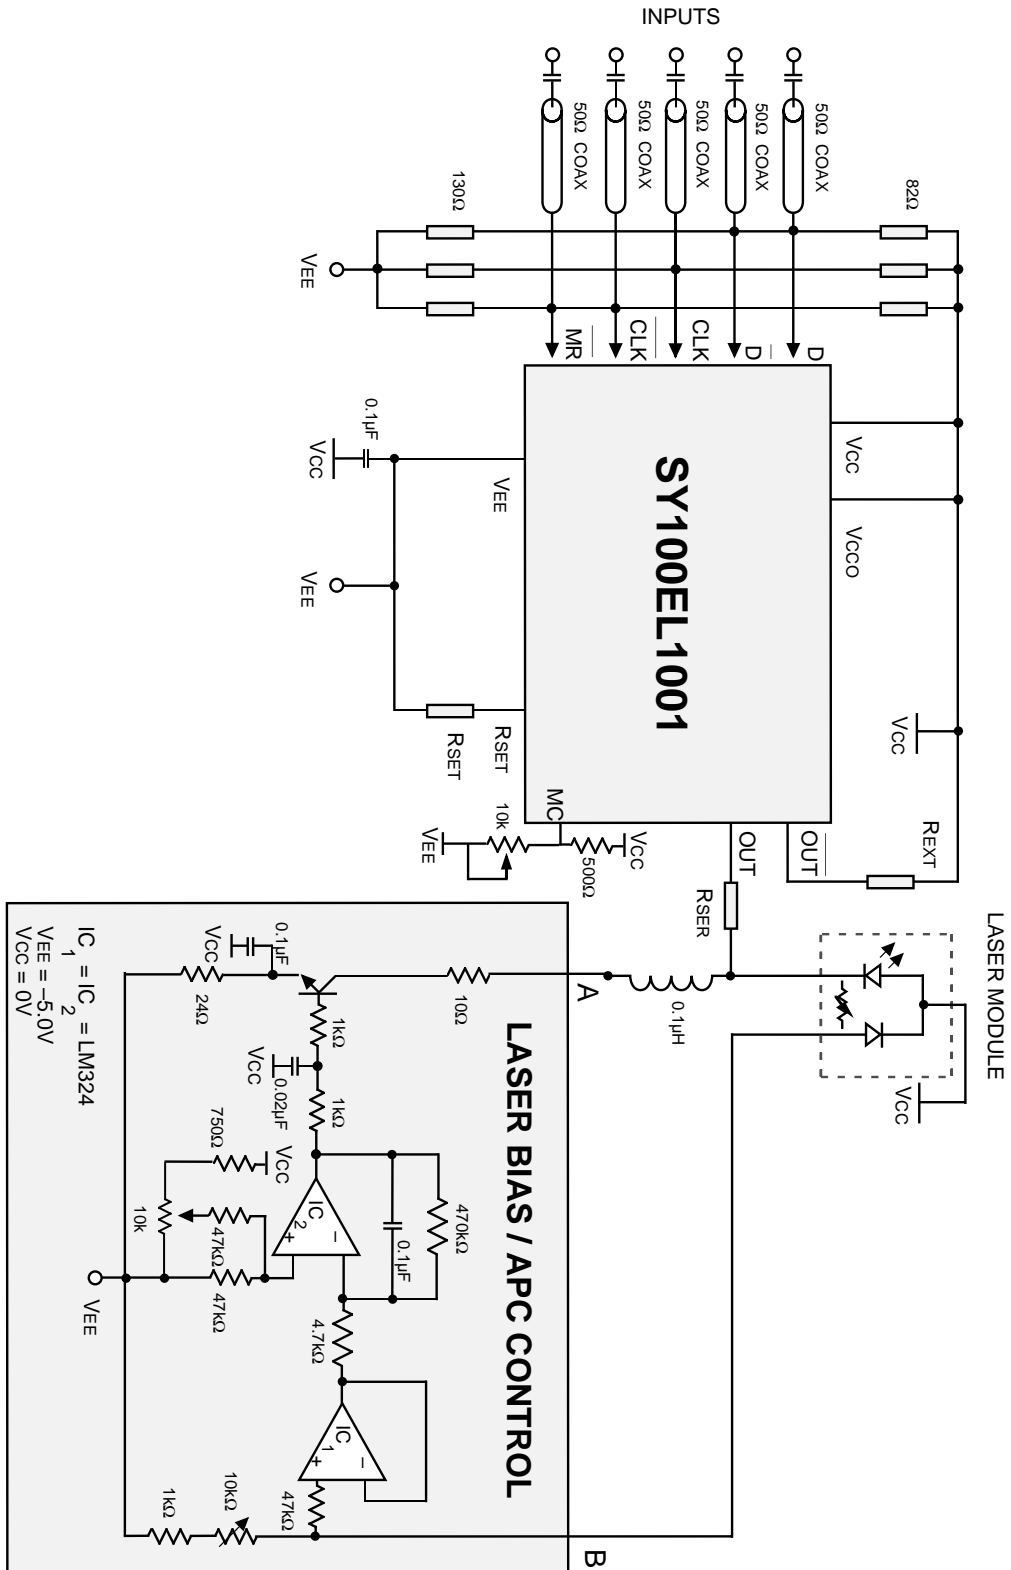 INPUTS
50Ω COAX
50Ω COAX
50Ω COAX
50Ω COAX
50Ω COAX
130Ω
82Ω
VEE
MR
CLK
CLK
D
D
0.1µF
VCC
VEE
VEE
SY100EL1001
VCC
VCCO
VCC
RSET
RSET
MC
10k
VEE
500Ω
VCC
OUT
OUT
REXT
RSER
LASER MODULE
VCC
0.1µH
A
B
LASER BIAS / APC CONTROL
10Ω
0.1µF
VCC
24Ω
1kΩ
VCC
0.02µF
1kΩ
IC2
+
–
0.1µF
470kΩ
VCC
750Ω
10k
47kΩ
47kΩ
VEE
4.7kΩ
IC1
+
–
47kΩ
10kΩ
1kΩ
IC1 = IC2 = LM324
VEE = –5.0V
VCC = 0V